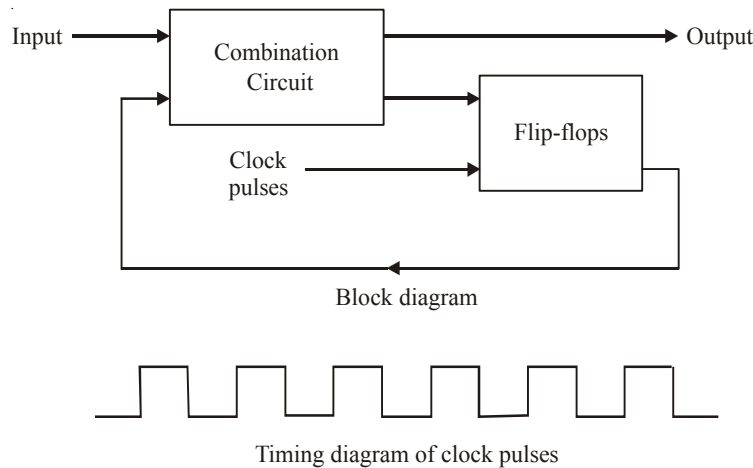 Input
Combination
Circuit
Output
Flip-flops
Clock
pulses
Block diagram
Timing diagram of clock pulses